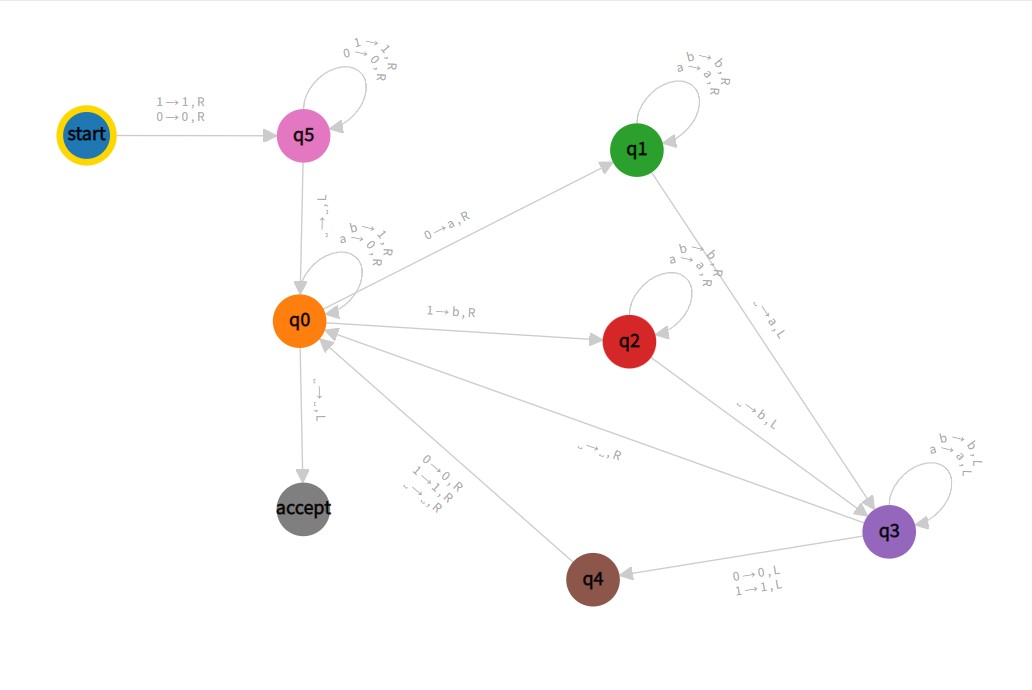 1→1,R
0→0,R
start
1→1,R
0→0,R
q5
␣→␣,L
b→1,R
a→0,R
q0
0→a,R
b→b,R
a→a,R
q1
1→b,R
b→b,R
a→a,R
q2
␣→a,L
␣→b,L
␣→␣,L
accept
␣→␣,R
0→0,R
1→1,R
␣→␣,R
b→b,L
a→a,L
q3
q4
0→0,L
1→1,L